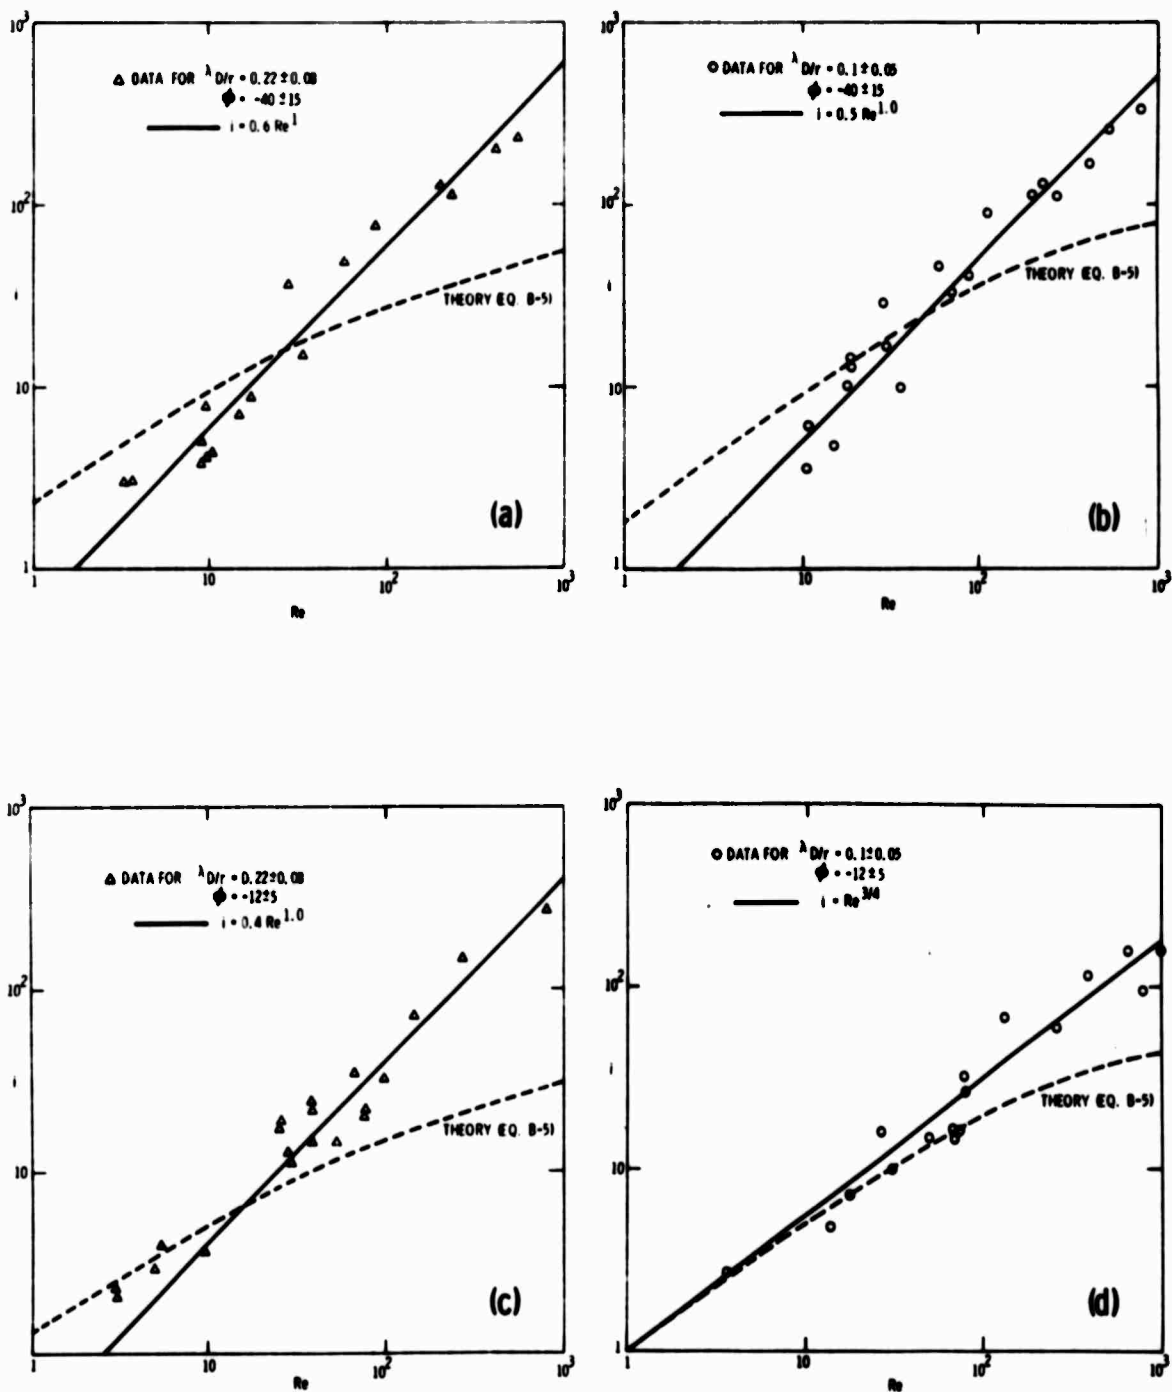 10³
△ DATA FOR λD/r = 0.22±0.08
ϕ = -40±15
i = 0.6 Re¹
10²
i
THEORY (EQ. B-5)
10
(a)
1
1 10 10² 10³
Re
10³
○ DATA FOR λD/r = 0.1±0.05
ϕ = -40±15
i = 0.5 Re¹·⁰
10²
i
THEORY (EQ. B-5)
10
(b)
1
1 10 10² 10³
Re
10³
△ DATA FOR λD/r = 0.22±0.08
ϕ = -12±5
i = 0.4 Re¹·⁰
10²
i
THEORY (EQ. B-5)
10
(c)
1 10 10² 10³
Re
10³
○ DATA FOR λD/r = 0.1±0.05
ϕ = -12±5
i = Re³/⁴
10²
i
THEORY (EQ. B-5)
10
(d)
1
1 10 10² 10³
Re